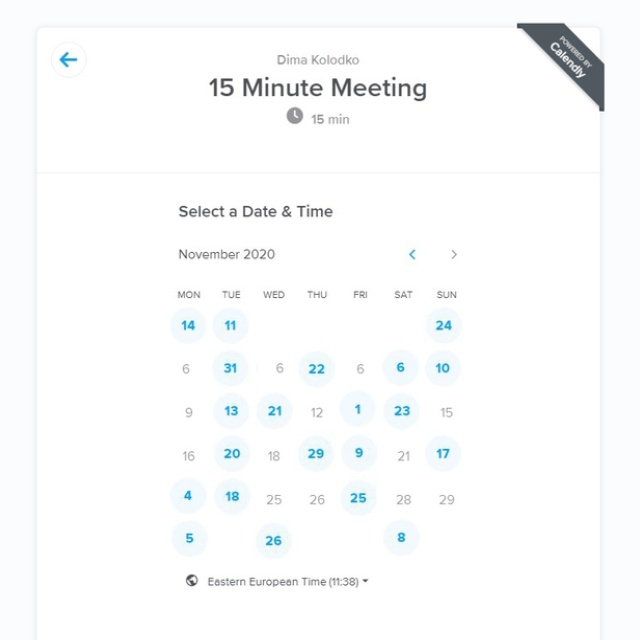 Dima Kolodko
15 Minute Meeting
15 min
POWERED BY
Calendly
Select a Date & Time
November 2020
MON TUE WED THU FRI SAT SUN
14 11 24
6 31 6 22 6 6 10
9 13 21 12 1 23 15
16 20 18 29 9 21 17
4 18 25 26 25 28 29
5 26 8
Eastern European Time (11:38)